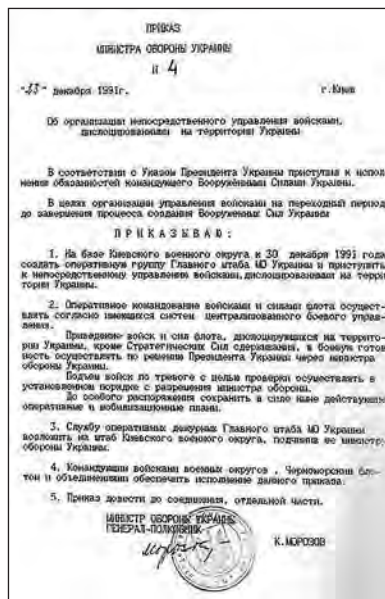 ПРИКАЗ
МИНИСТРА ОБОРОНЫ УКРАИНЫ
N 4
декабря 1991г. г.Киев
Об организации непосредственного управления войсками,
дислоцированными на территории Украины
В соответствии с Указом Президента Украины приступил к испол
нения обязанностей командующего Вооруженными Силами Украины.
В целях организации управления войсками на переходный период
до завершения процесса создания Вооруженных Сил Украины
ПРИКАЗЫВАЮ:
1. На базе Киевского военного округа к 30 декабря 1991 года
создать оперативную группу Главного штаба МО Украины и приступить
к непосредственному управлению войсками, дислоцированными на терри
тории Украины.
2. Оперативное командование войсками и силами флота осущест-
влять согласно имеющихся систем централизованного боевого управ-
ления.
Приведение войск и сил флота, дислоцирующихся на территo-
рии Украины, кроме Стратегических Сил сдерживания, в боевую готов
ность осуществлять по решению Президента Украины через министра
обороны Украины.
Подъем войск по тревоге с целью проверки осуществлять в
установленном порядке с разрешения министра обороны.
До особого распоряжения сохранить в силе ныне действующие
оперативные и мобилизационные планы.
3. Службу оперативных дежурных Главного штаба МО Украины
возложить на штаб Киевского военного округа, подчинив ее министру
обороны Украины.
4. Командующим войсками военных округов , Черноморским фло-
том и объединениями обеспечить исполнение данного приказа.
5. Приказ довести до соединения, отдельной части.
МИНИСТР ОБОРОНЫ УКРАИНЫ
ГЕНЕРАЛ-ПОЛКОВНИК
К.МОРОЗОВ